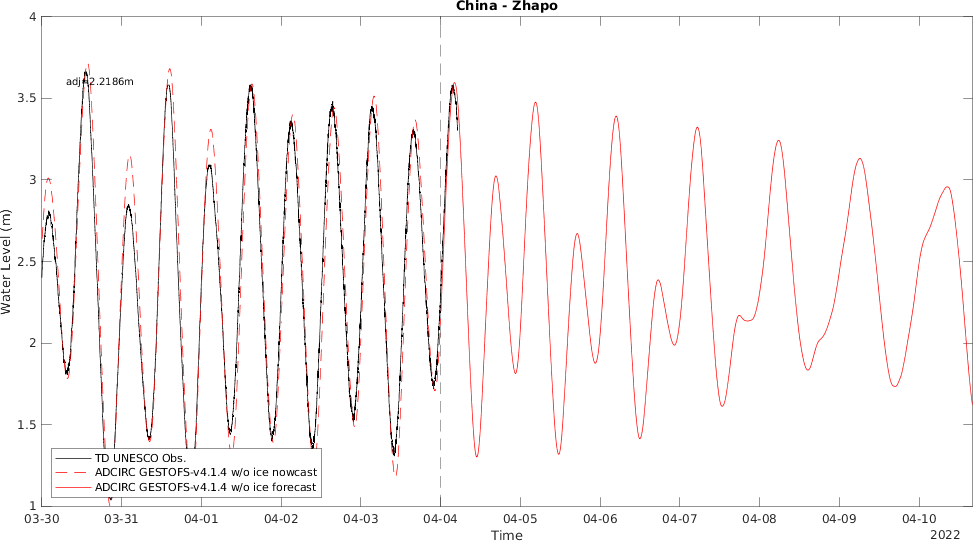 China - Zhapo
4
adj=2.2186m
3.5
3
2.5
2
1.5
1
Water Level (m)
TD UNESCO Obs.
ADCIRC GESTOFS-v4.1.4 w/o ice nowcast
ADCIRC GESTOFS-v4.1.4 w/o ice forecast
03-30 03-31 04-01 04-02 04-03 04-04 04-05 04-06 04-07 04-08 04-09 04-10
Time
2022